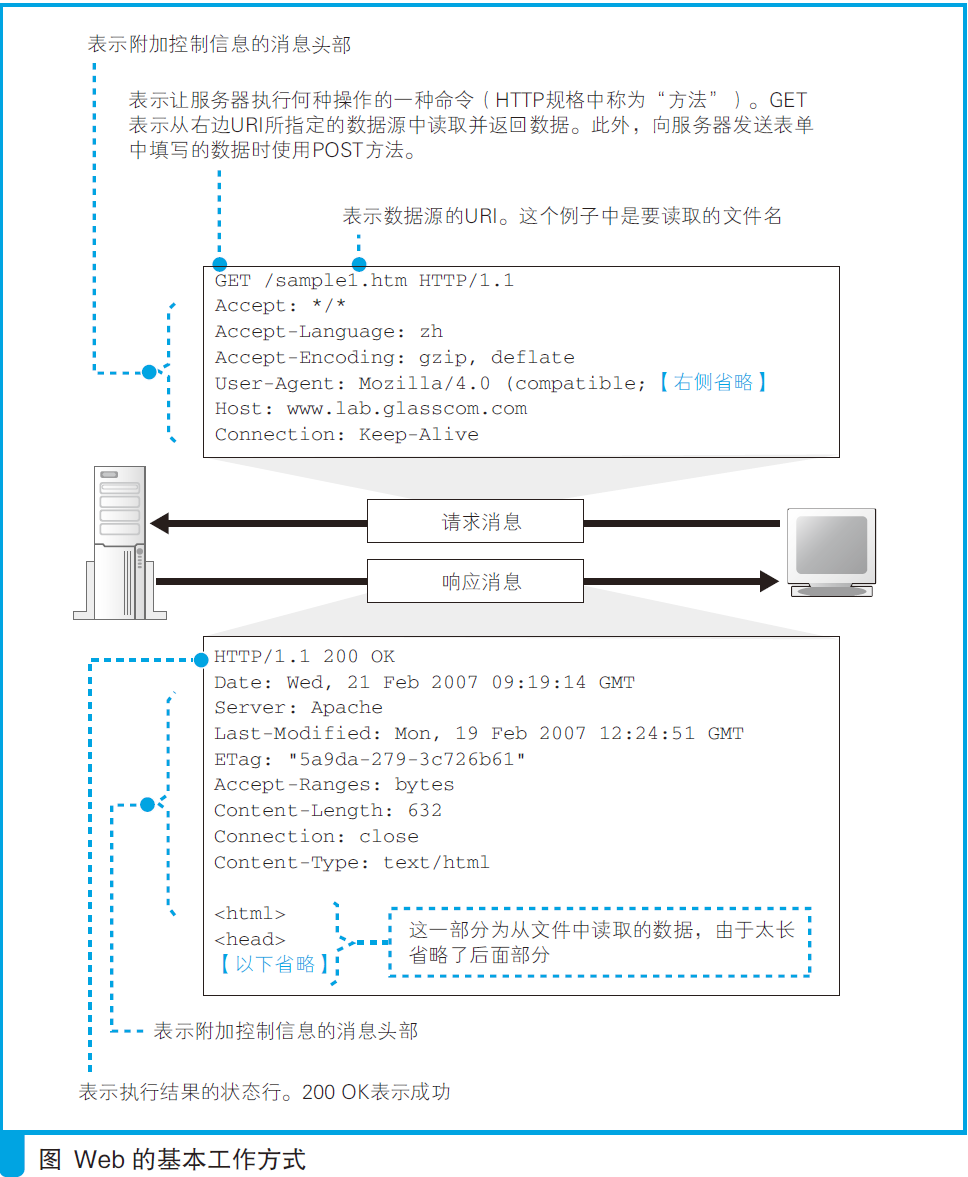 表示附加控制信息的消息头部
表示让服务器执行何种操作的一种命令（HTTP规格中称为“方法”）。GET
表示从右边URI所指定的数据源中读取并返回数据。此外，向服务器发送表单
中填写的数据时使用POST方法。
表示数据源的URI。这个例子中是要读取的文件名
GET /sample1.htm HTTP/1.1
Accept: */*
Accept-Language: zh
Accept-Encoding: gzip, deflate
User-Agent: Mozilla/4.0 (compatible;【右侧省略】
Host: www.lab.glasscom.com
Connection: Keep-Alive
请求消息
响应消息
HTTP/1.1 200 OK
Date: Wed, 21 Feb 2007 09:19:14 GMT
Server: Apache
Last-Modified: Mon, 19 Feb 2007 12:24:51 GMT
ETag: "5a9da-279-3c726b61"
Accept-Ranges: bytes
Content-Length: 632
Connection: close
Content-Type: text/html
<html>
<head>
【以下省略】
这一部分为从文件中读取的数据，由于太长
省略了后面部分
表示附加控制信息的消息头部
表示执行结果的状态行。200 OK表示成功
图 Web 的基本工作方式